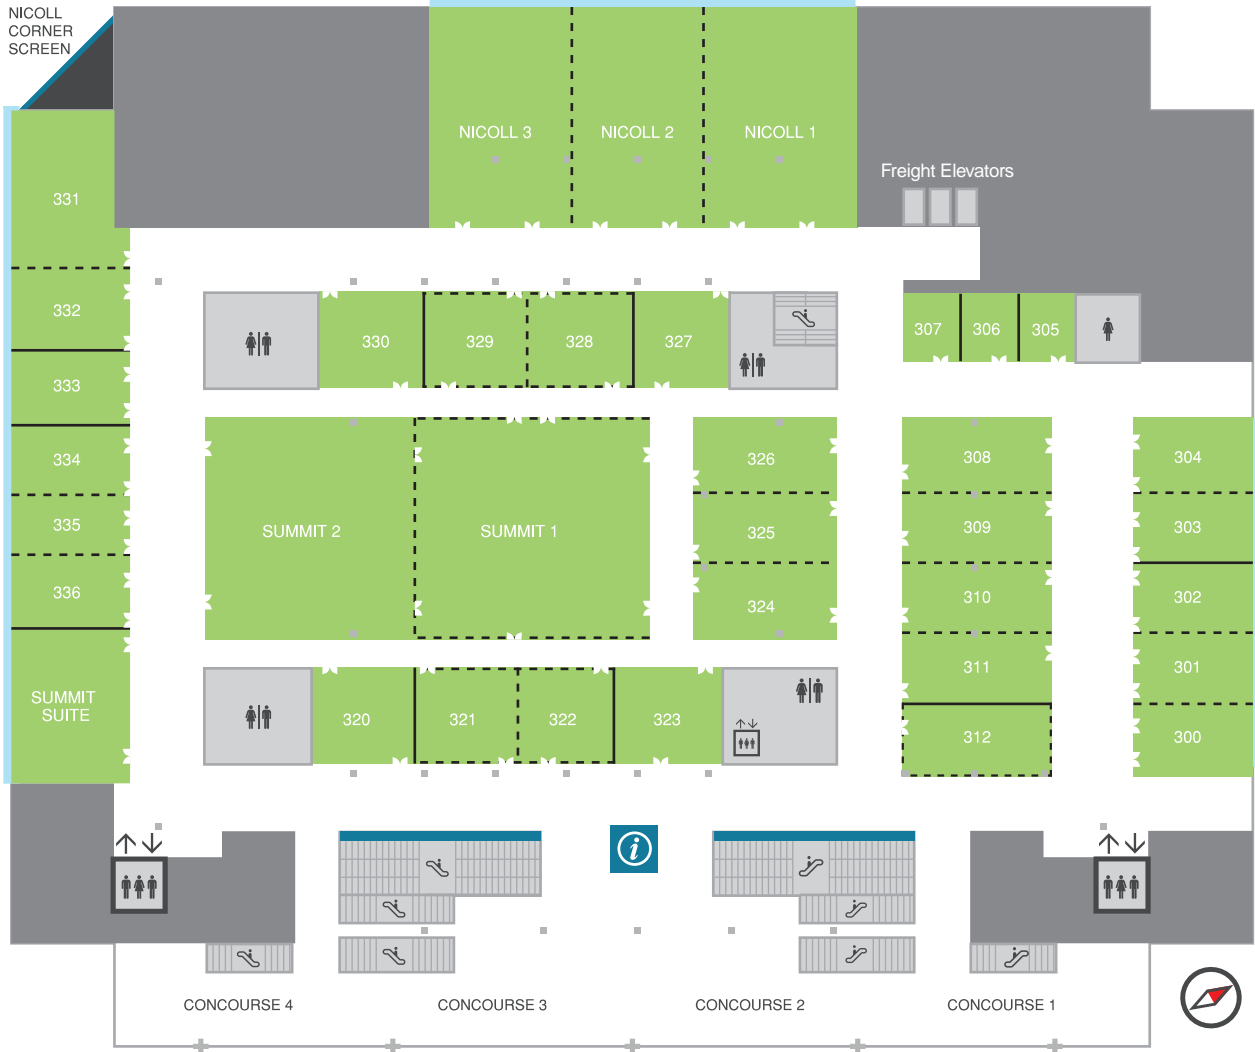 NICOLL
CORNER
SCREEN
NICOLL 3
NICOLL 2
NICOLL 1
Freight Elevators
331
332
333
334
335
336
SUMMIT
SUITE
330
329
328
327
307
306
305
SUMMIT 2
SUMMIT 1
326
325
324
308
309
310
311
312
304
303
302
301
300
320
321
322
323
i
CONCOURSE 4
CONCOURSE 3
CONCOURSE 2
CONCOURSE 1